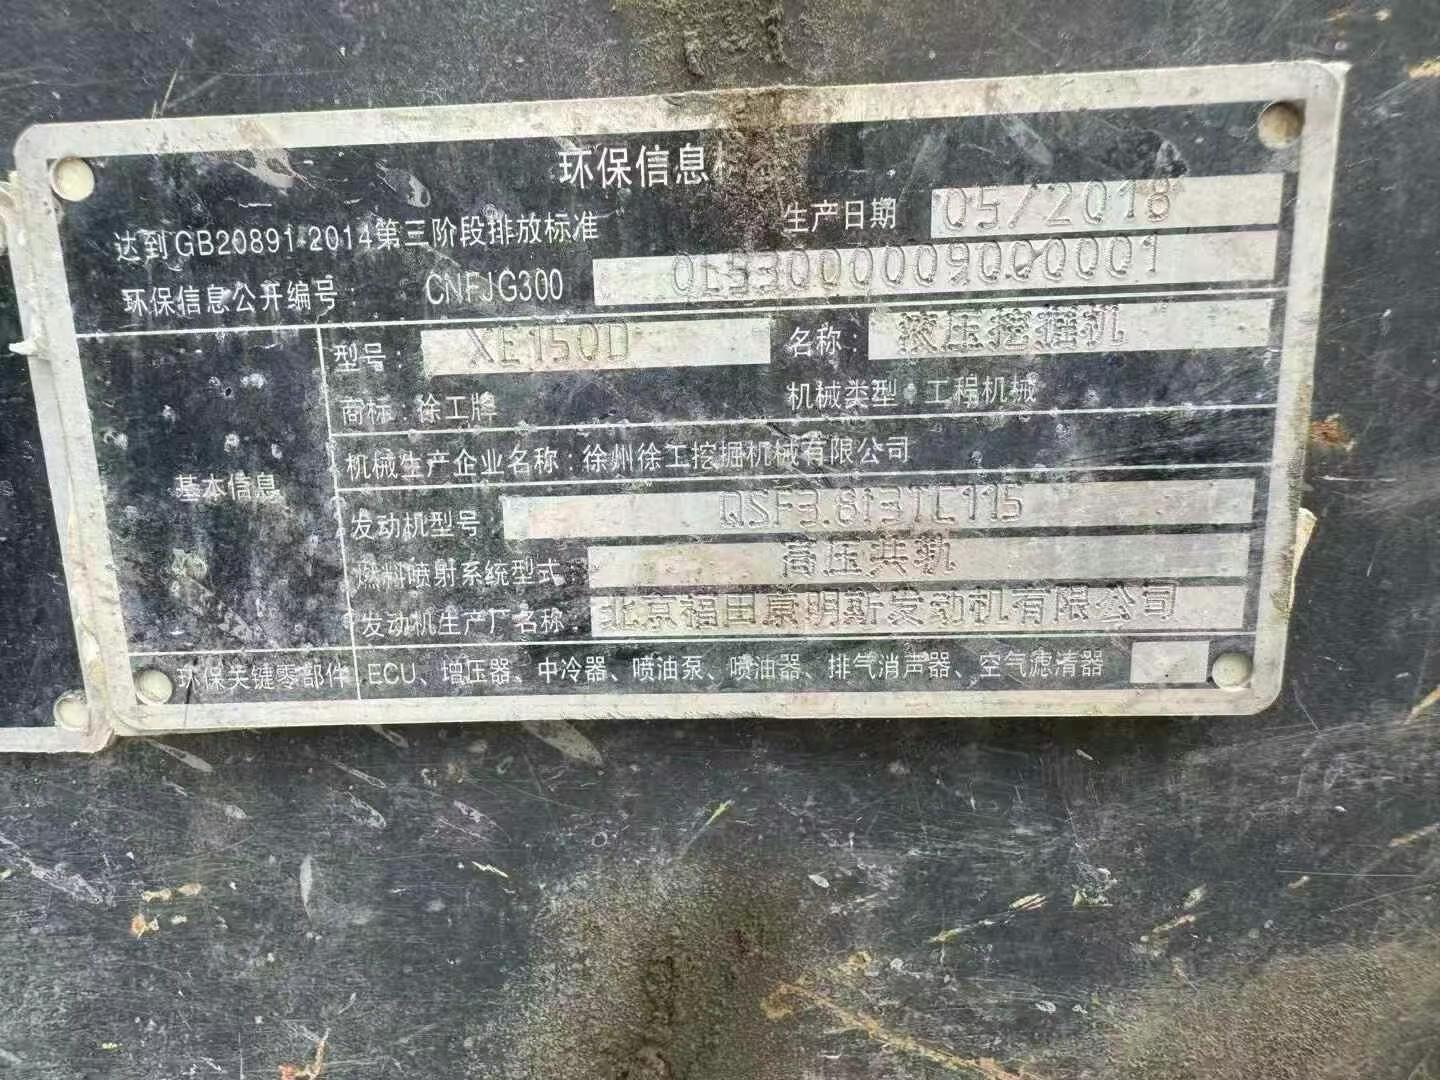 环保信息
达到GB20891-2014第三阶段排放标准 生产日期 05/2018
环保信息公开编号: CNFJG300 0LS3000009000001
型号: XE150D 名称: 液压挖掘机
商标: 徐工牌 机械类型: 工程机械
机械生产企业名称: 徐州徐工挖掘机械有限公司
基本信息
发动机型号: QSF3.8t3TC115
燃料喷射系统型式: 高压共轨
发动机生产厂名称: 北京福田康明斯发动机有限公司
环保关键零部件 ECU、增压器、中冷器、喷油泵、喷油器、排气消声器、空气滤清器